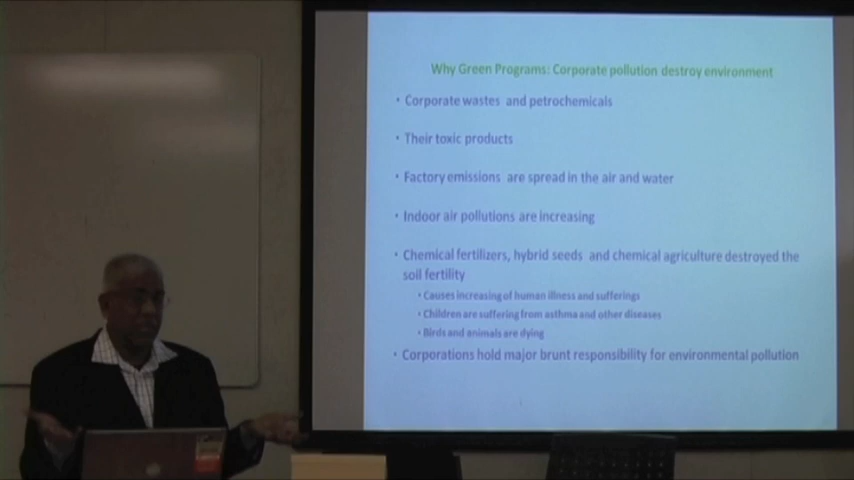 Why Green Programs: Corporate pollution destroy environment
• Corporate wastes and petrochemicals
• Their toxic products
• Factory emissions are spread in the air and water
• Indoor air pollutions are increasing
• Chemical fertilizers, hybrid seeds and chemical agriculture destroyed the
soil fertility
• Causes increasing of human illness and sufferings
• Children are suffering from asthma and other diseases
• Birds and animals are dying
• Corporations hold major brunt responsibility for environmental pollution